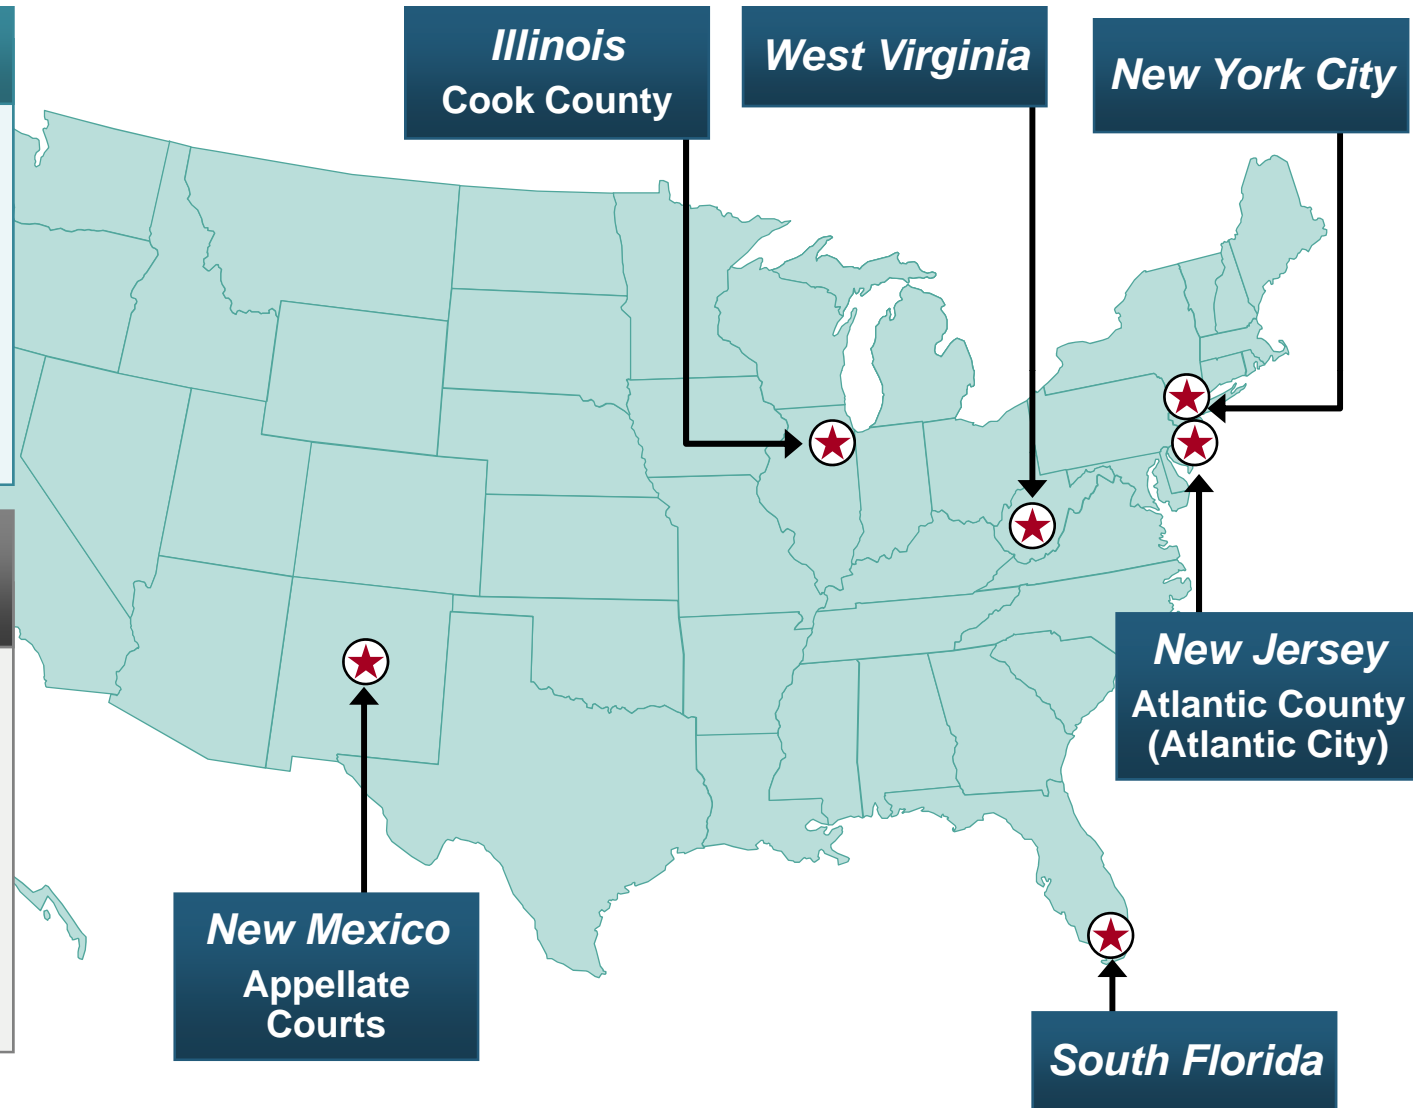 Illinois
Cook County
West Virginia
New York City
New Jersey
Atlantic County
(Atlantic City)
New Mexico
Appellate
Courts
South Florida